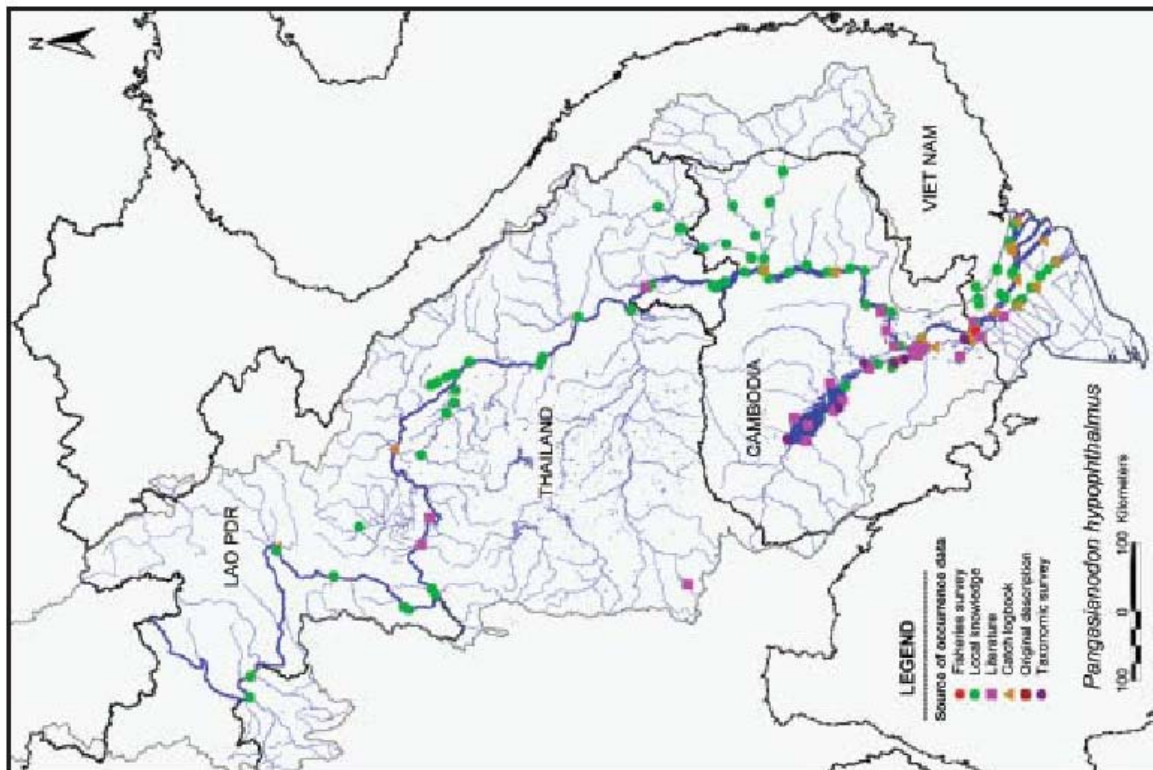 N
LAO PDR
THAILAND
CAMBODIA
VIET NAM
LEGEND
Source of occurrence data
Fisheries survey
Local knowledge
Literature
Catch logbook
Original description
Taxonomic survey
Pangasianodon hypophthalmus
100 0 100 Kilometers